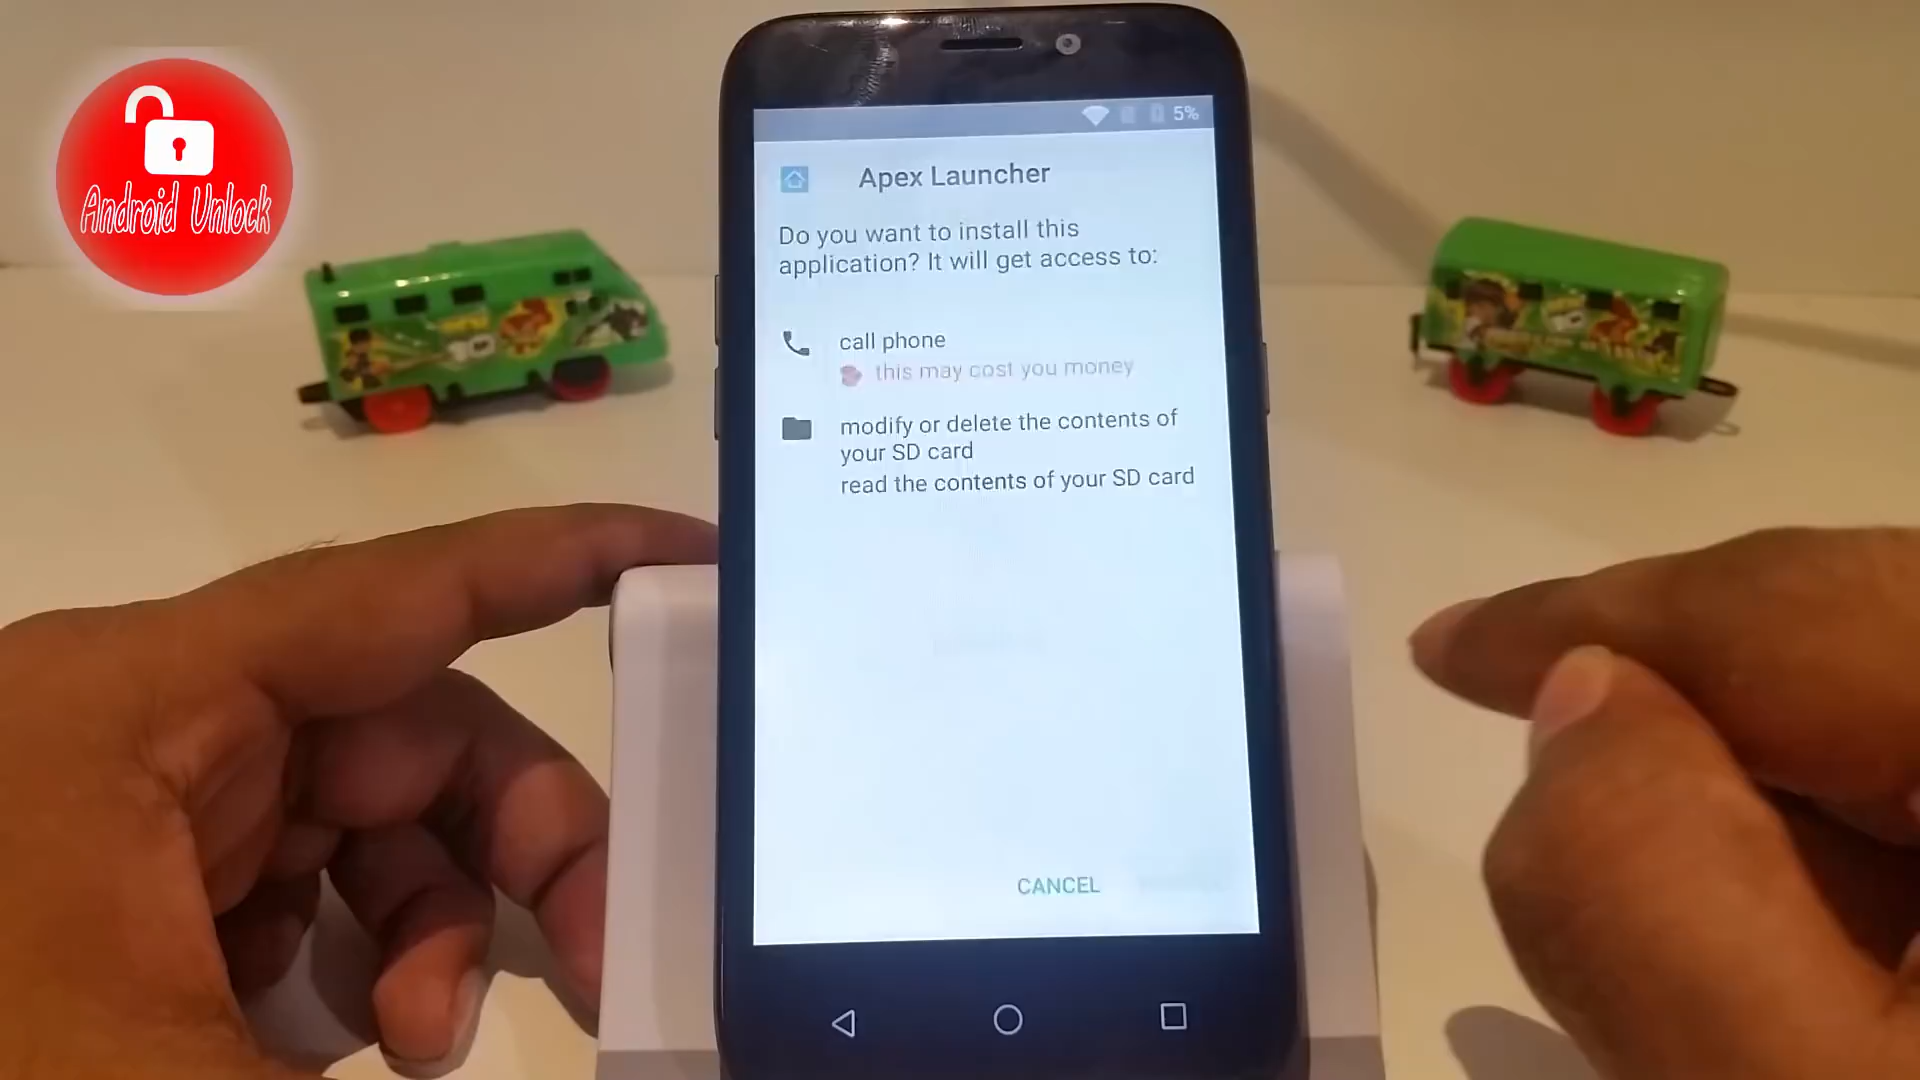 Android Unlock
5%
Apex Launcher
Do you want to install this
application? It will get access to:
call phone
this may cost you money
modify or delete the contents of
your SD card
read the contents of your SD card
CANCEL